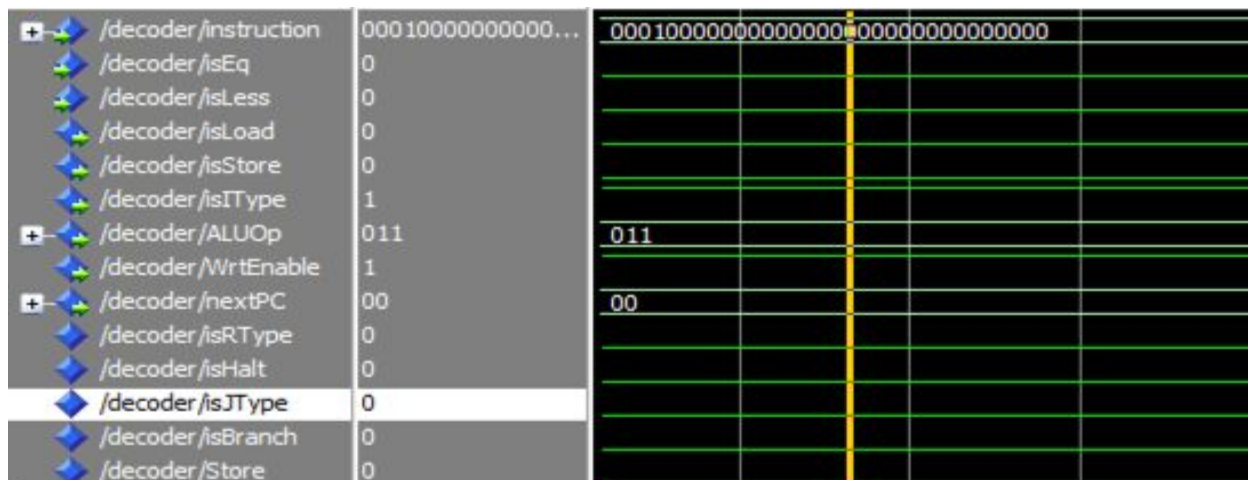 /decoder/instruction 00010000000000... 00010000000000000000000000000000
/decoder/isEq 0
/decoder/isLess 0
/decoder/isLoad 0
/decoder/isStore 0
/decoder/isIType 1
/decoder/ALUOp 011 011
/decoder/WrtEnable 1
/decoder/nextPC 00 00
/decoder/isRType 0
/decoder/isHalt 0
/decoder/isJType 0
/decoder/isBranch 0
/decoder/Store 0